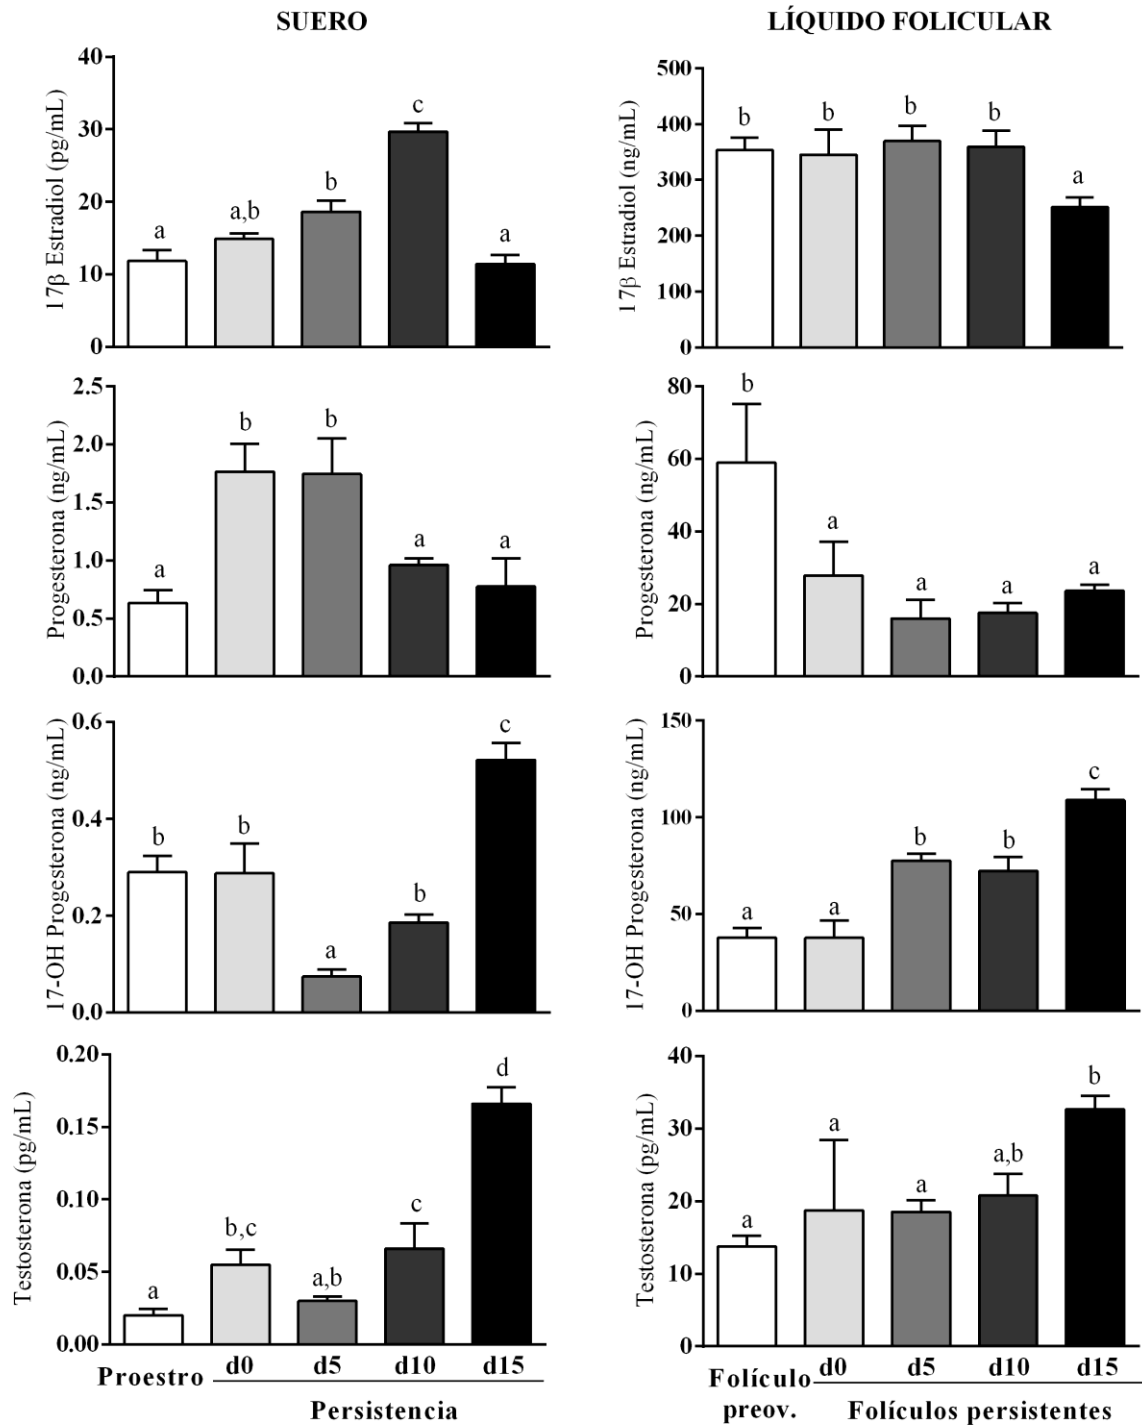 SUERO
LÍQUIDO FOLICULAR
17β Estradiol (pg/mL)
40
30
20
10
0
a
a,b
b
c
a
17β Estradiol (ng/mL)
500
400
300
200
100
0
b
b
b
b
a
Progesterona (ng/mL)
2.5
2.0
1.5
1.0
0.5
0.0
a
b
b
a
a
Progesterona (ng/mL)
80
60
40
20
0
b
a
a
a
a
17-OH Progesterona (ng/mL)
0.6
0.4
0.2
0.0
b
b
a
b
c
17-OH Progesterona (ng/mL)
150
100
50
0
a
a
b
b
c
Testosterona (pg/mL)
0.20
0.15
0.10
0.05
0.00
a
b,c
a,b
c
d
Proestro
d0
d5
d10
d15
Persistencia
Testosterona (pg/mL)
40
30
20
10
0
a
a
a
a,b
b
Folículo
preov.
d0
d5
d10
d15
Folículos persistentes